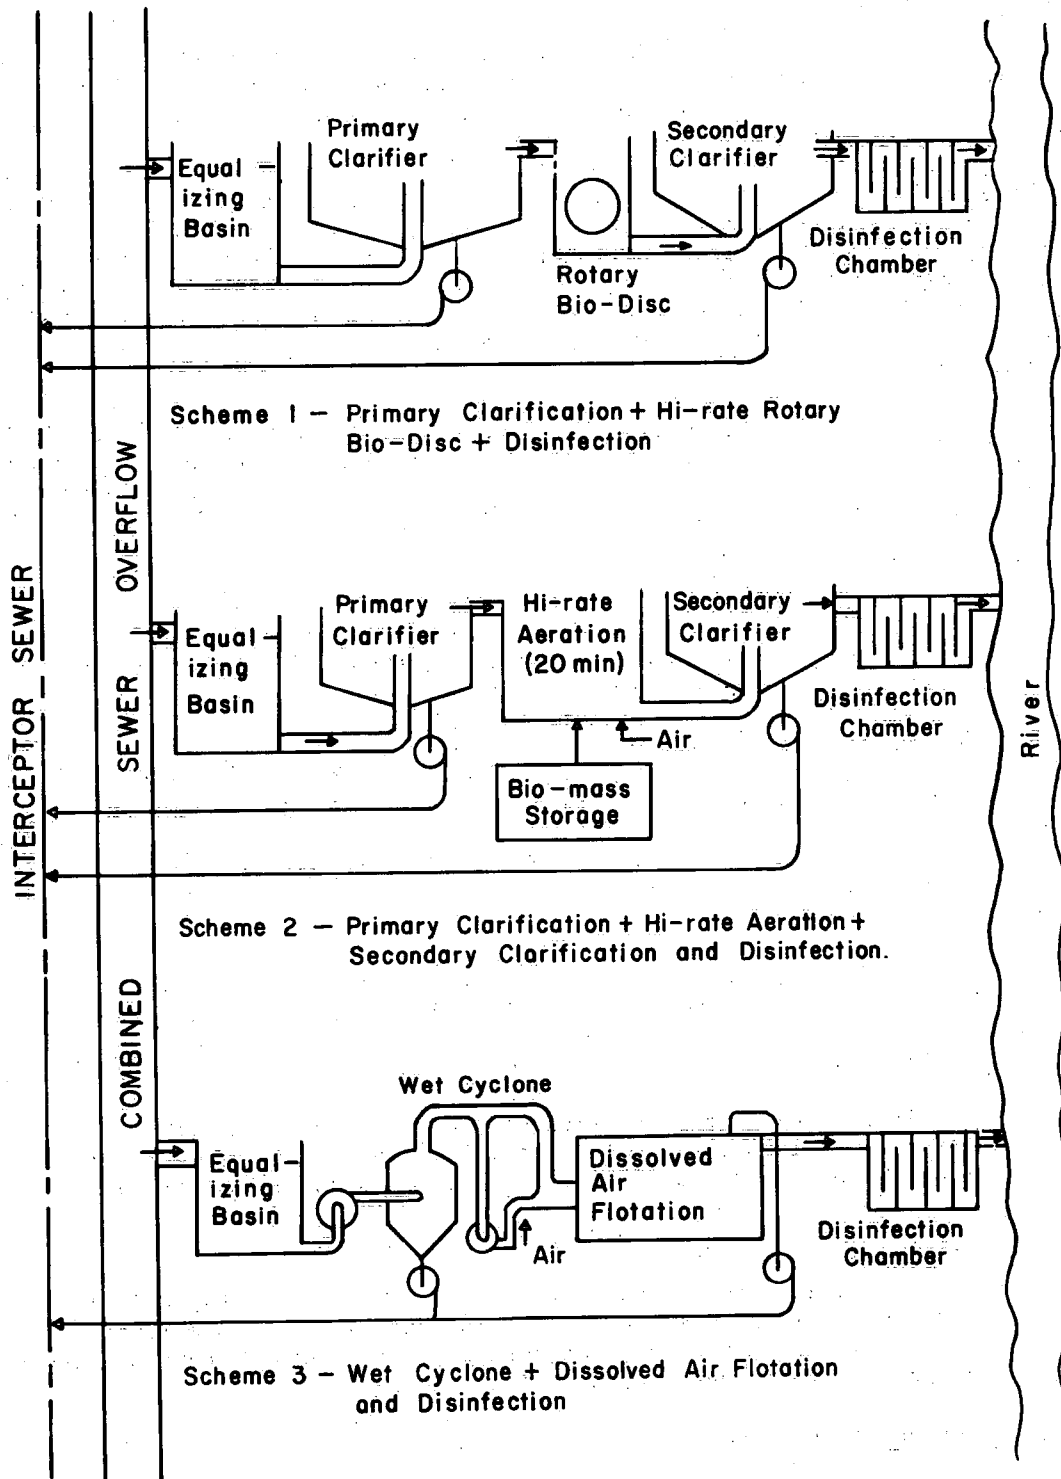 Primary
Clarifier
Equal-
izing
Basin
Secondary
Clarifier
Rotary
Bio-Disc
Disinfection
Chamber
Scheme 1 – Primary Clarification + Hi-rate Rotary
Bio-Disc + Disinfection
INTERCEPTOR SEWER
COMBINED SEWER OVERFLOW
River
Equal-
izing
Basin
Primary
Clarifier
Hi-rate
Aeration
(20 min)
Secondary
Clarifier
Air
Bio-mass
Storage
Disinfection
Chamber
Scheme 2 – Primary Clarification + Hi-rate Aeration +
Secondary Clarification and Disinfection.
Wet Cyclone
Equal-
izing
Basin
Air
Dissolved
Air
Flotation
Disinfection
Chamber
Scheme 3 – Wet Cyclone + Dissolved Air Flotation
and Disinfection